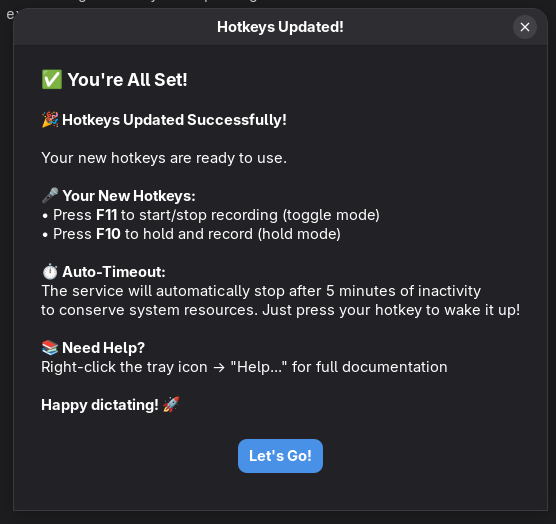 Hotkeys Updated!
✅ You're All Set!
🎉 Hotkeys Updated Successfully!
Your new hotkeys are ready to use.
🎤 Your New Hotkeys:
• Press F11 to start/stop recording (toggle mode)
• Press F10 to hold and record (hold mode)
⏱️ Auto-Timeout:
The service will automatically stop after 5 minutes of inactivity
to conserve system resources. Just press your hotkey to wake it up!
📚 Need Help?
Right-click the tray icon → "Help..." for full documentation
Happy dictating! 🚀
Let's Go!